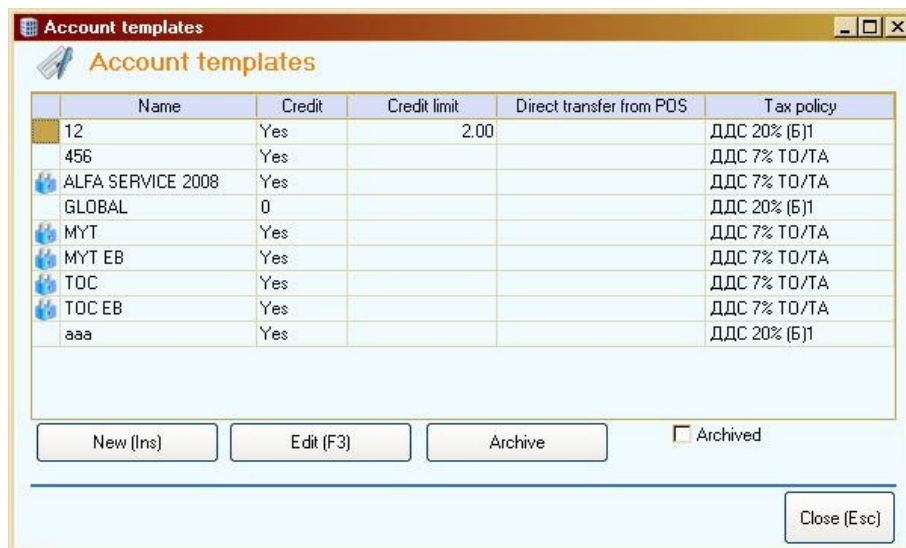 Account templates
Account templates
Name Credit Credit limit Direct transfer from POS Tax policy
12 Yes 2.00 ДДС 20% (Б)1
456 Yes ДДС 7% ТО/ТА
ALFA SERVICE 2008 Yes ДДС 7% ТО/ТА
GLOBAL 0 ДДС 20% (Б)1
MYT Yes ДДС 7% ТО/ТА
MYT EB Yes ДДС 7% ТО/ТА
TOC Yes ДДС 7% ТО/ТА
TOC EB Yes ДДС 7% ТО/ТА
aaa Yes ДДС 20% (Б)1
New (Ins) Edit (F3) Archive Archived
Close (Esc)